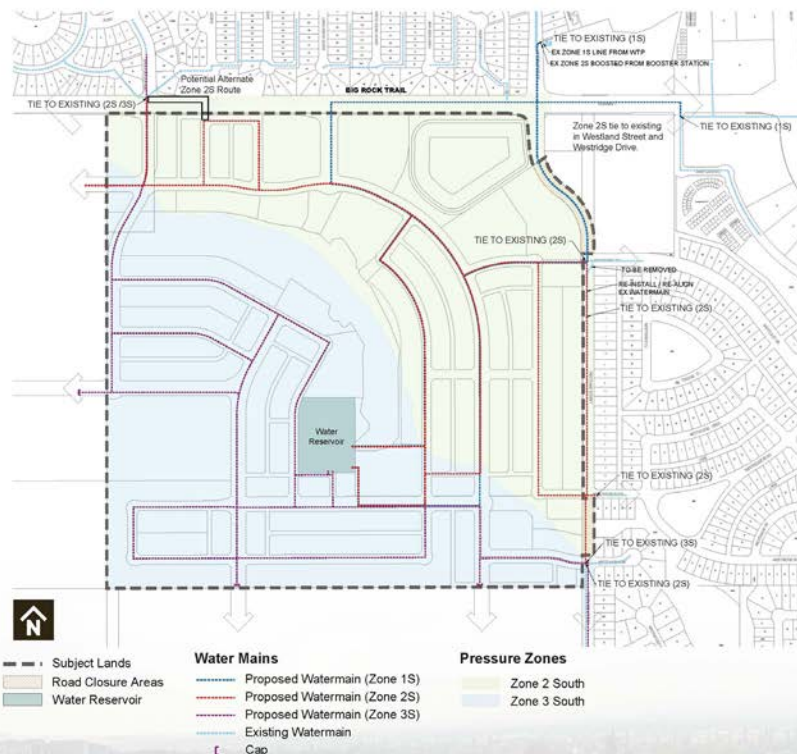 TIE TO EXISTING (1S)
EX ZONE 1S LINE FROM WTP
EX ZONE 2S BOOSTED FROM BOOSTER STATION
Potential Alternate
Zone 2S Route
BIG ROCK TRAIL
TIE TO EXISTING (2S /3S)
Zone 2S tie to existing
in Westland Street and
Westridge Drive.
TIE TO EXISTING (1S)
TIE TO EXISTING (2S)
TO BE REMOVED
RE-INSTALL / RE-ALIGN
EX WATERMAIN
TIE TO EXISTING (2S)
Water
Reservoir
TIE TO EXISTING (2S)
TIE TO EXISTING (3S)
TIE TO EXISTING (2S)
N
Subject Lands
Road Closure Areas
Water Reservoir
Water Mains
Proposed Watermain (Zone 1S)
Proposed Watermain (Zone 2S)
Proposed Watermain (Zone 3S)
Existing Watermain
Cap
Pressure Zones
Zone 2 South
Zone 3 South